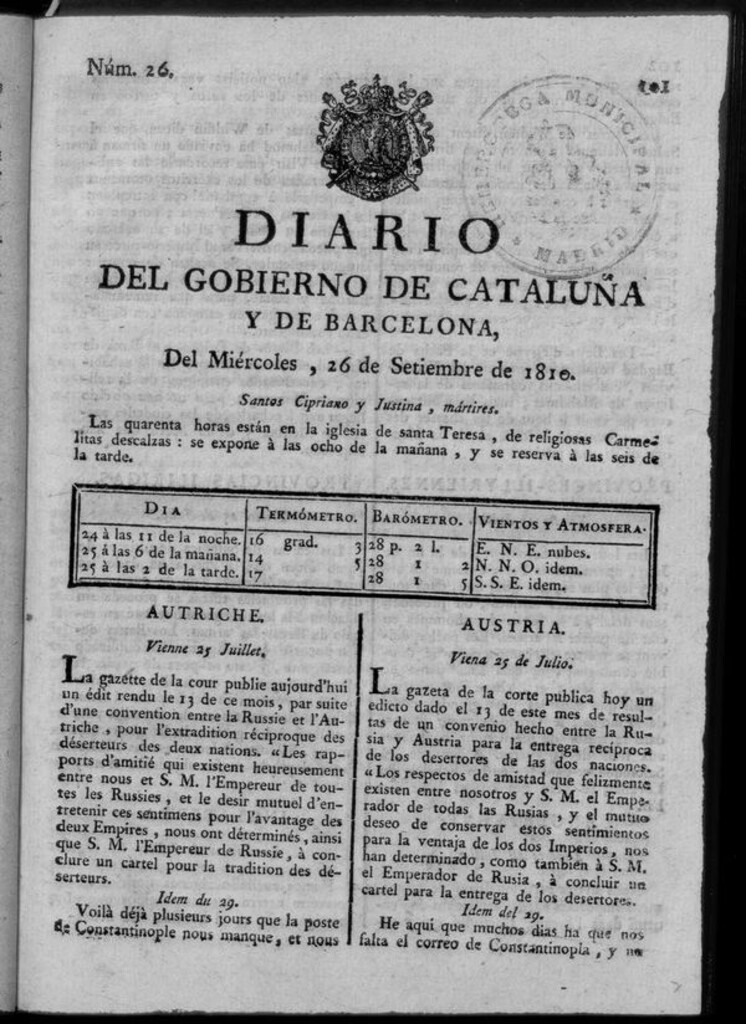 Núm. 26.
101
HEMEROTECA MUNICIPAL
MADRID
DIARIO
DEL GOBIERNO DE CATALUÑA
Y DE BARCELONA,
Del Miércoles , 26 de Setiembre de 1810.
Santos Cipriano y Justina , mártires.
Las quarenta horas están en la iglesia de santa Teresa , de religiosas Carme-
litas descalzas : se expone à las ocho de la mañana , y se reserva à las seis de
la tarde.
DIA TERMÓMETRO. BARÓMETRO. VIENTOS Y ATMOSFERA.
24 à las 11 de la noche. 16 grad. 3 28 p. 2 l. E. N. E. nubes.
25 á las 6 de la mañana. 14 5 28 1 2 N. N. O. idem.
25 à las 2 de la tarde. 17 28 1 5 S. S. E. idem.
AUTRICHE.
Vienne 25 Juillet.
La gazette de la cour publie aujourd'hui
un édit rendu le 13 de ce mois, par suite
d'une convention entre la Russie et l'Au-
triche , pour l'extradition réciproque des
déserteurs des deux nations. «Les rap-
ports d'amitié qui existent heureusement
entre nous et S. M. l'Empereur de tou-
tes les Russies , et le desir mutuel d'en-
tretenir ces sentimens pour l'avantage des
deux Empires , nous ont déterminés, ainsi
que S. M. l'Empereur de Russie, à con-
clure un cartel pour la tradition des dé-
serteurs.
Idem du 29.
Voilà déjà plusieurs jours que la poste
de Constantinople nous manque, et nous
AUSTRIA.
Viena 25 de Julio.
La gazeta de la corte publica hoy un
edicto dado el 13 de este mes de resul-
tas de un convenio hecho entre la Ru-
sia y Austria para la entrega recíproca
de los desertores de las dos naciones.
«Los respectos de amistad que felizmente
existen entre nosotros y S. M. el Empe-
rador de todas las Rusias , y el mutuo
deseo de conservar estos sentimientos
para la ventaja de los dos Imperios, nos
han determinado, como también à S. M.
el Emperador de Rusia , à concluir un
cartel para la entrega de los desertores.
Idem del 29.
He aqui que muchos dias ha que nos
falta el correo de Constantinopla, y no